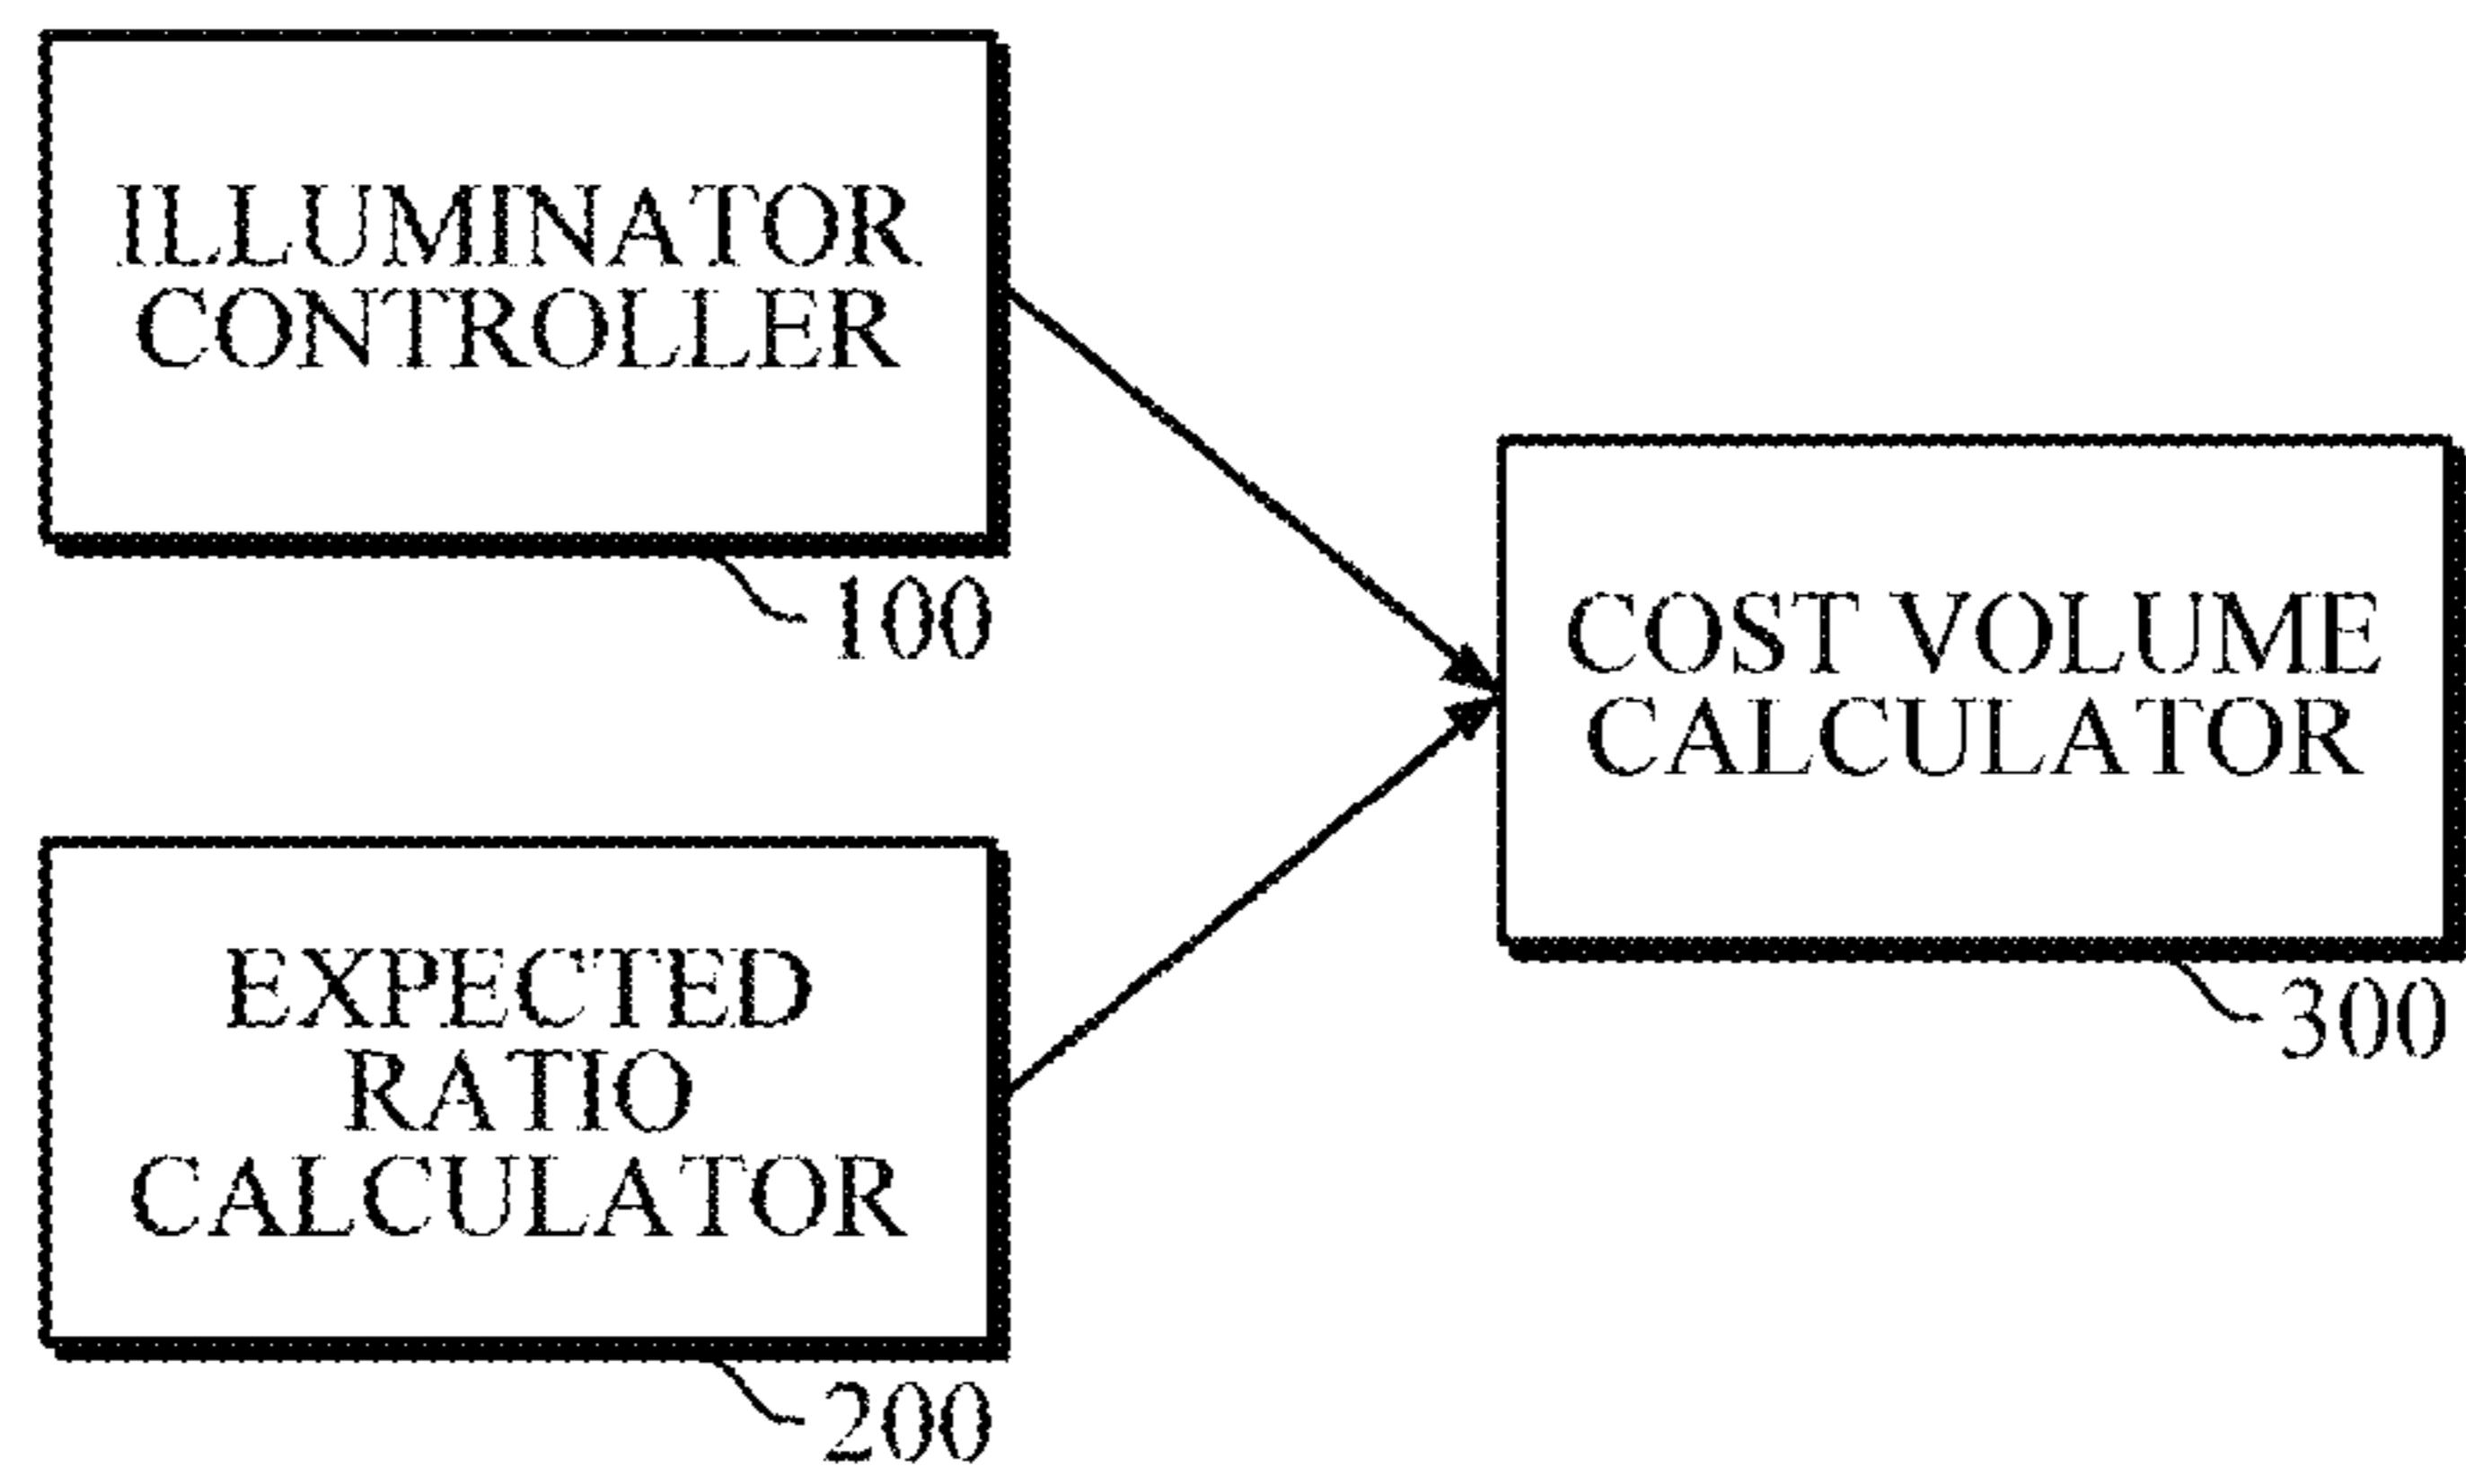 ILLUMINATOR
CONTROLLER
100
EXPECTED
RATIO
CALCULATOR
200
COST VOLUME
CALCULATOR
300